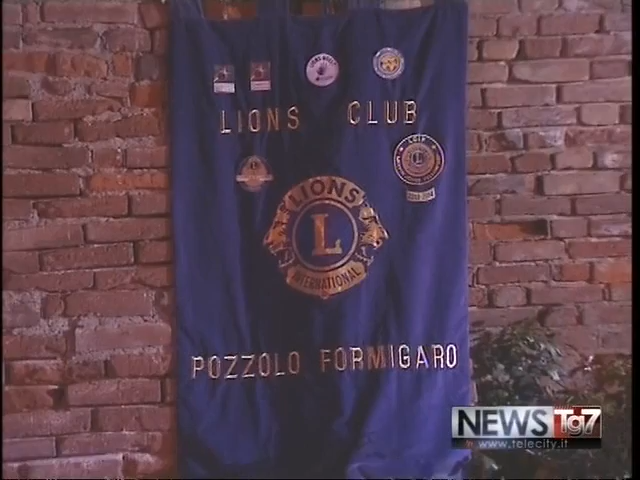 LIONS CLUB
LIONS
L
INTERNATIONAL
POZZOLO FORMIGARO
NEWS Tg7
www.telecity.it